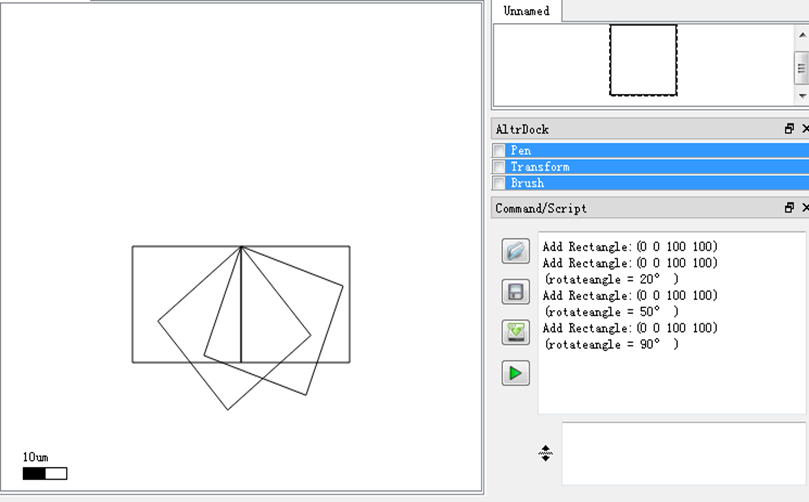 Unnamed
AltrDock
Pen
Transform
Brush
Command/Script
Add Rectangle:(0 0 100 100)
Add Rectangle:(0 0 100 100)
(rotateangle = 20° )
Add Rectangle:(0 0 100 100)
(rotateangle = 50° )
Add Rectangle:(0 0 100 100)
(rotateangle = 90° )
10um